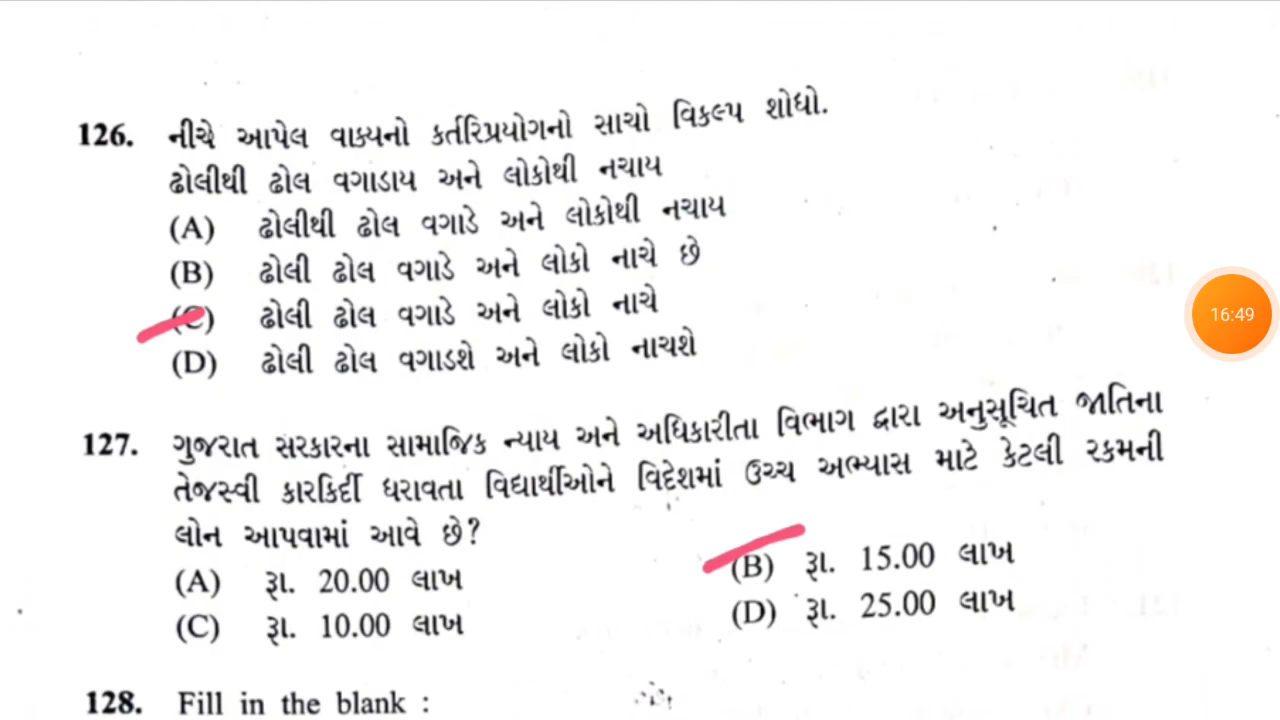 126. નીચે આપેલ વાક્યનો કર્તરિપ્રયોગનો સાચો વિકલ્પ શોધો.
ઢોલીથી ઢોલ વગાડાય અને લોકોથી નચાય
(A) ઢોલીથી ઢોલ વગાડે અને લોકોથી નચાય
(B) ઢોલી ઢોલ વગાડે અને લોકો નાચે છે
(C) ઢોલી ઢોલ વગાડે અને લોકો નાચે
(D) ઢોલી ઢોલ વગાડશે અને લોકો નાચશે
16:49
127. ગુજરાત સરકારના સામાજિક ન્યાય અને અધિકારીતા વિભાગ દ્વારા અનુસૂચિત જાતિના
તેજસ્વી કારકિર્દી ધરાવતા વિદ્યાર્થીઓને વિદેશમાં ઉચ્ચ અભ્યાસ માટે કેટલી રકમની
લોન આપવામાં આવે છે?
(A) રૂા. 20.00 લાખ (B) રૂા. 15.00 લાખ
(C) રૂા. 10.00 લાખ (D) રૂા. 25.00 લાખ
128. Fill in the blank :